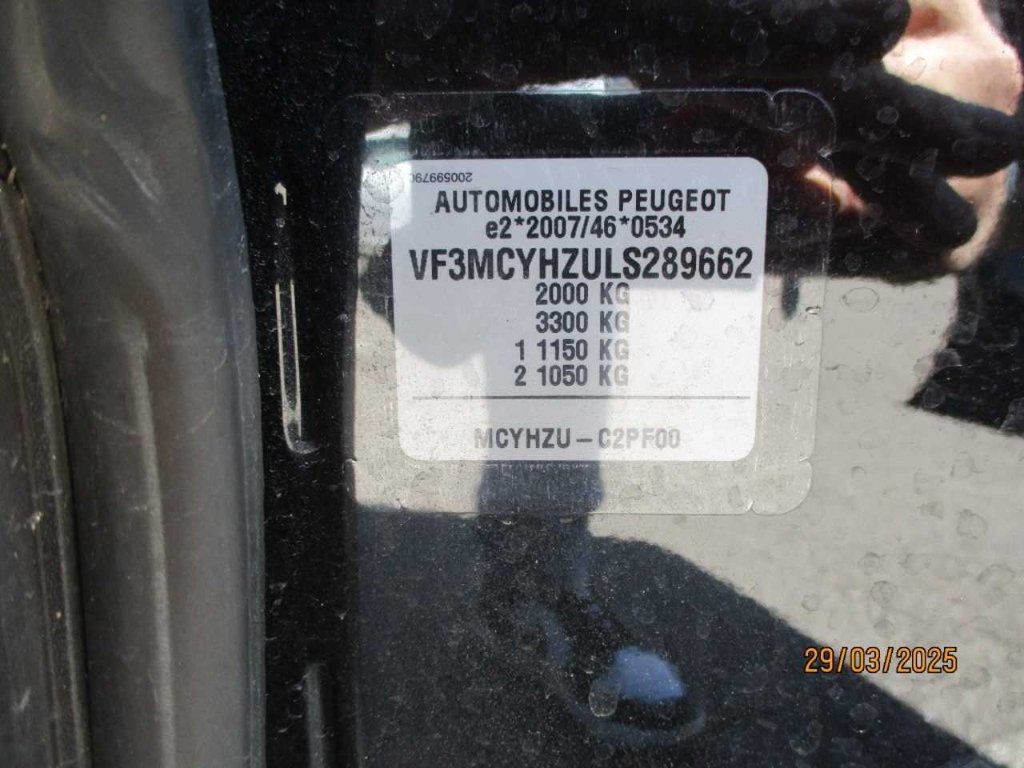 200599790
AUTOMOBILES PEUGEOT
e2*2007/46*0534
VF3MCYHZULS289662
2000 KG
3300 KG
1 1150 KG
2 1050 KG
MCYHZU - C2PF00
29/03/2025